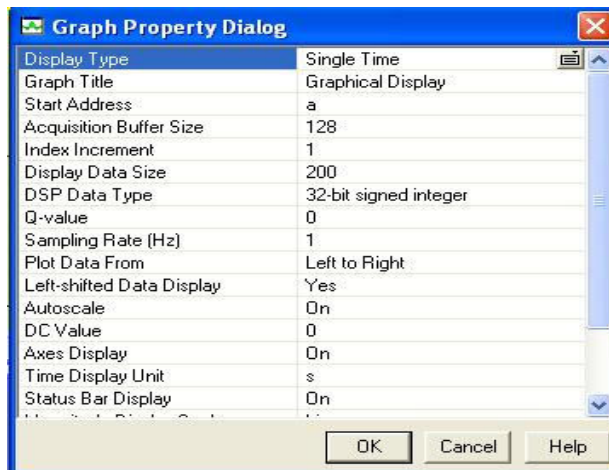 Graph Property Dialog
Display Type Single Time
Graph Title Graphical Display
Start Address a
Acquisition Buffer Size 128
Index Increment 1
Display Data Size 200
DSP Data Type 32-bit signed integer
Q-value 0
Sampling Rate (Hz) 1
Plot Data From Left to Right
Left-shifted Data Display Yes
Autoscale On
DC Value 0
Axes Display On
Time Display Unit s
Status Bar Display On
OK Cancel Help